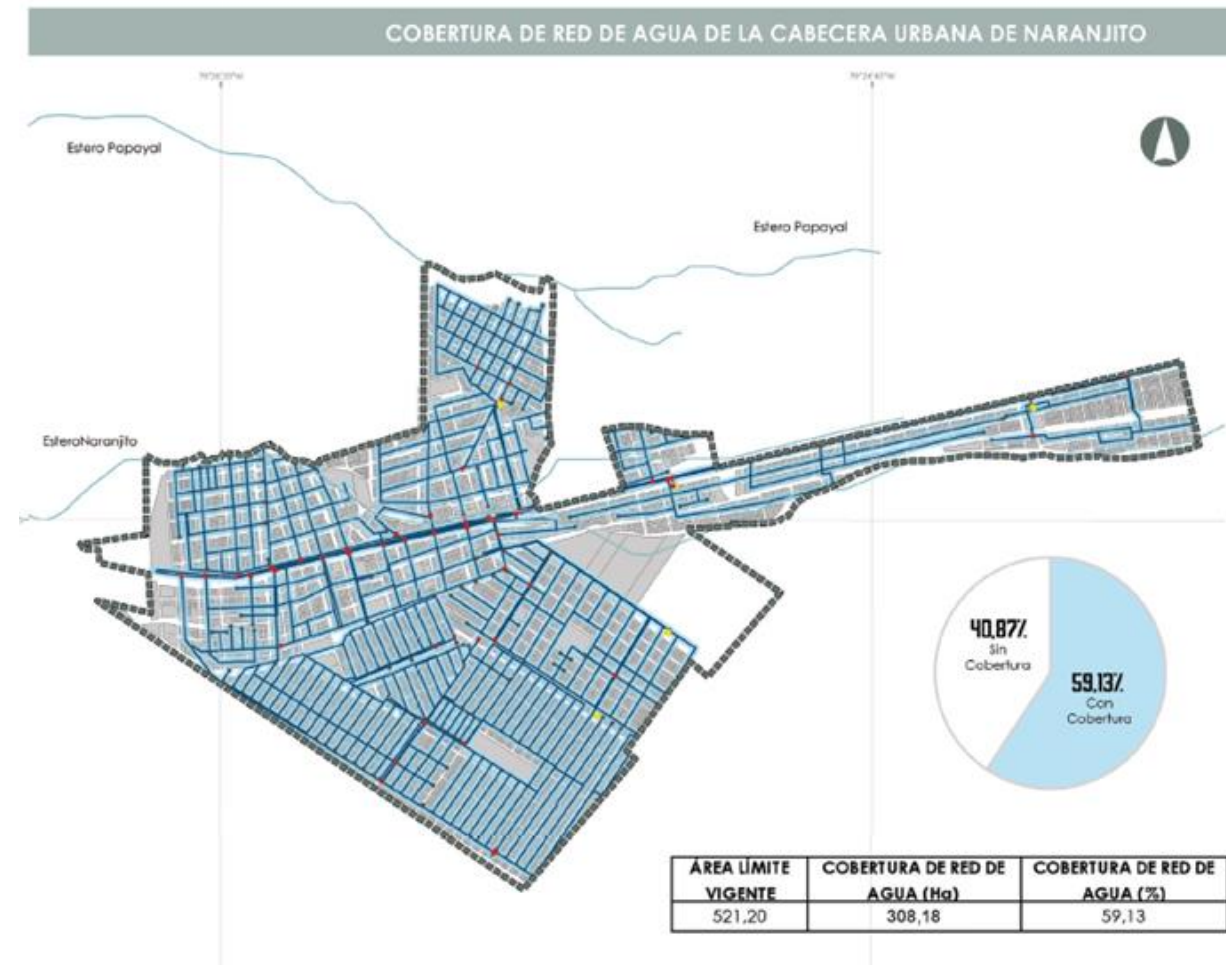 COBERTURA DE RED DE AGUA DE LA CABECERA URBANA DE NARANJITO
Estero Papayal
Estero Papayal
EsteroNaranjito
40,87%
Sin
Cobertura
59,13%
Con
Cobertura
ÁREA LÍMITE COBERTURA DE RED DE COBERTURA DE RED DE
VIGENTE AGUA (Ha) AGUA (%)
521,20 308,18 59,13